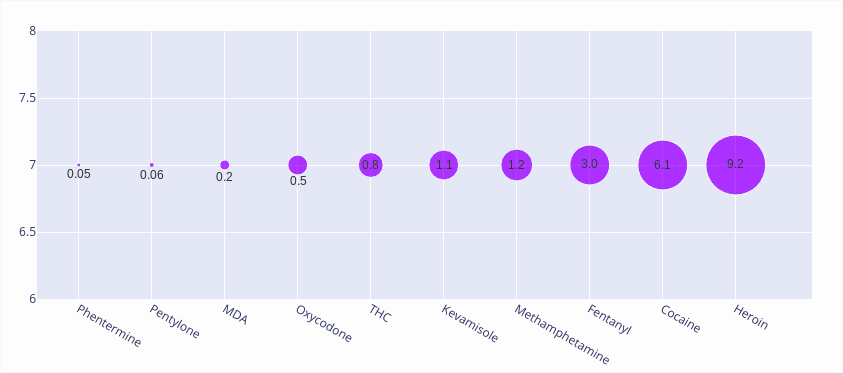 8
7.5
7
6.5
6
0.05
0.06
0.2
0.5
0.8
1.1
1.2
3.0
6.1
9.2
Phentermine
Pentylone
MDA
Oxycodone
THC
Kevamisole
Methamphetamine
Fentanyl
Cocaine
Heroin